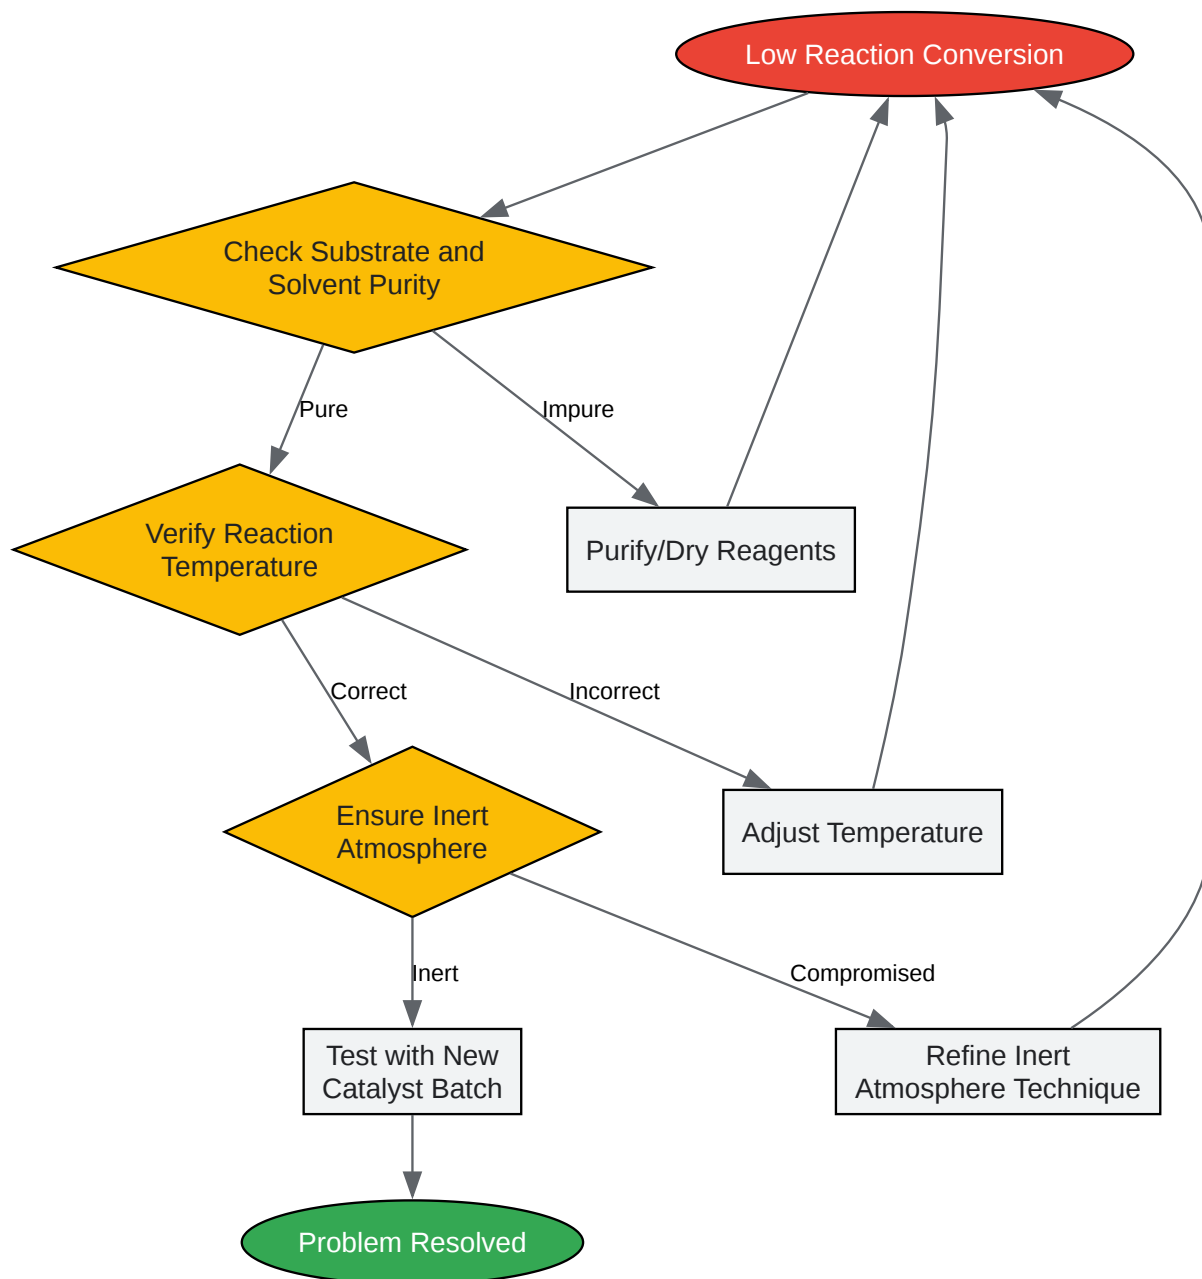 Low Reaction Conversion
Check Substrate and
Solvent Purity
Pure
Impure
Verify Reaction
Temperature
Purify/Dry Reagents
Correct
Incorrect
Ensure Inert
Atmosphere
Adjust Temperature
Inert
Compromised
Test with New
Catalyst Batch
Refine Inert
Atmosphere Technique
Problem Resolved